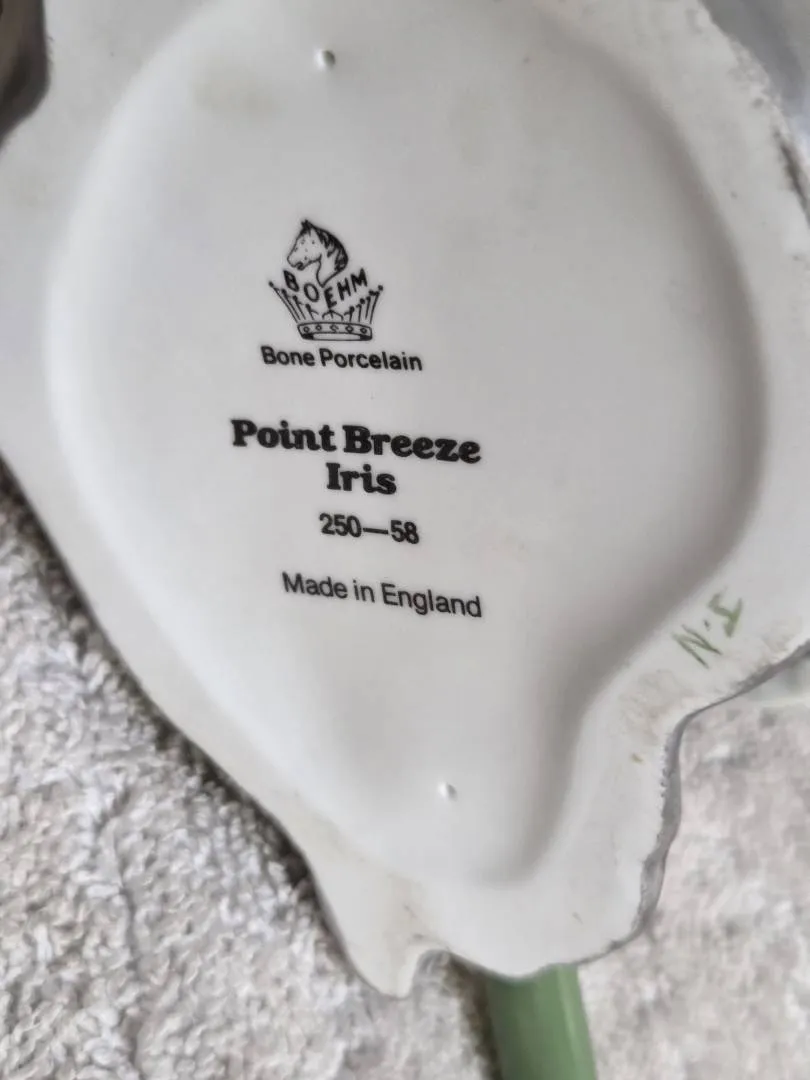 BOEHM
Bone Porcelain
Point Breeze
Iris
250—58
Made in England
N.I